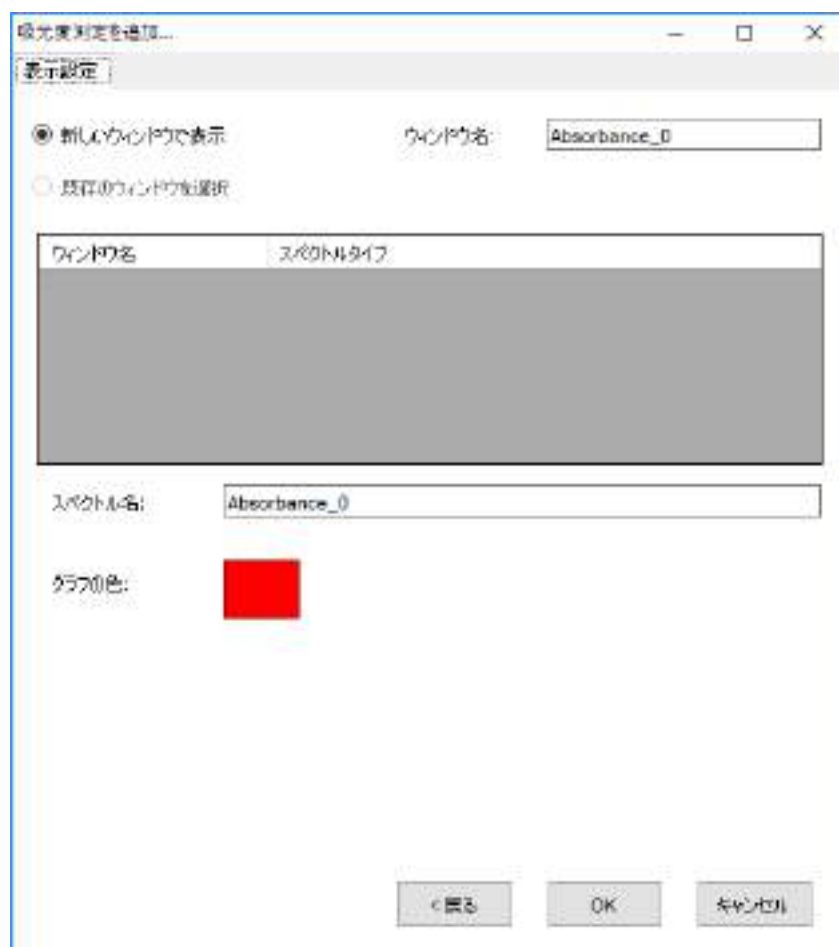 吸光度測定を追加...
表示設定
新しいウィンドウで表示 ウィンドウ名: Absorbance_0
既存のウィンドウを選択
ウィンドウ名 スペクトルタイプ
スペクトル名: Absorbance_0
グラフの色:
< 戻る OK キャンセル